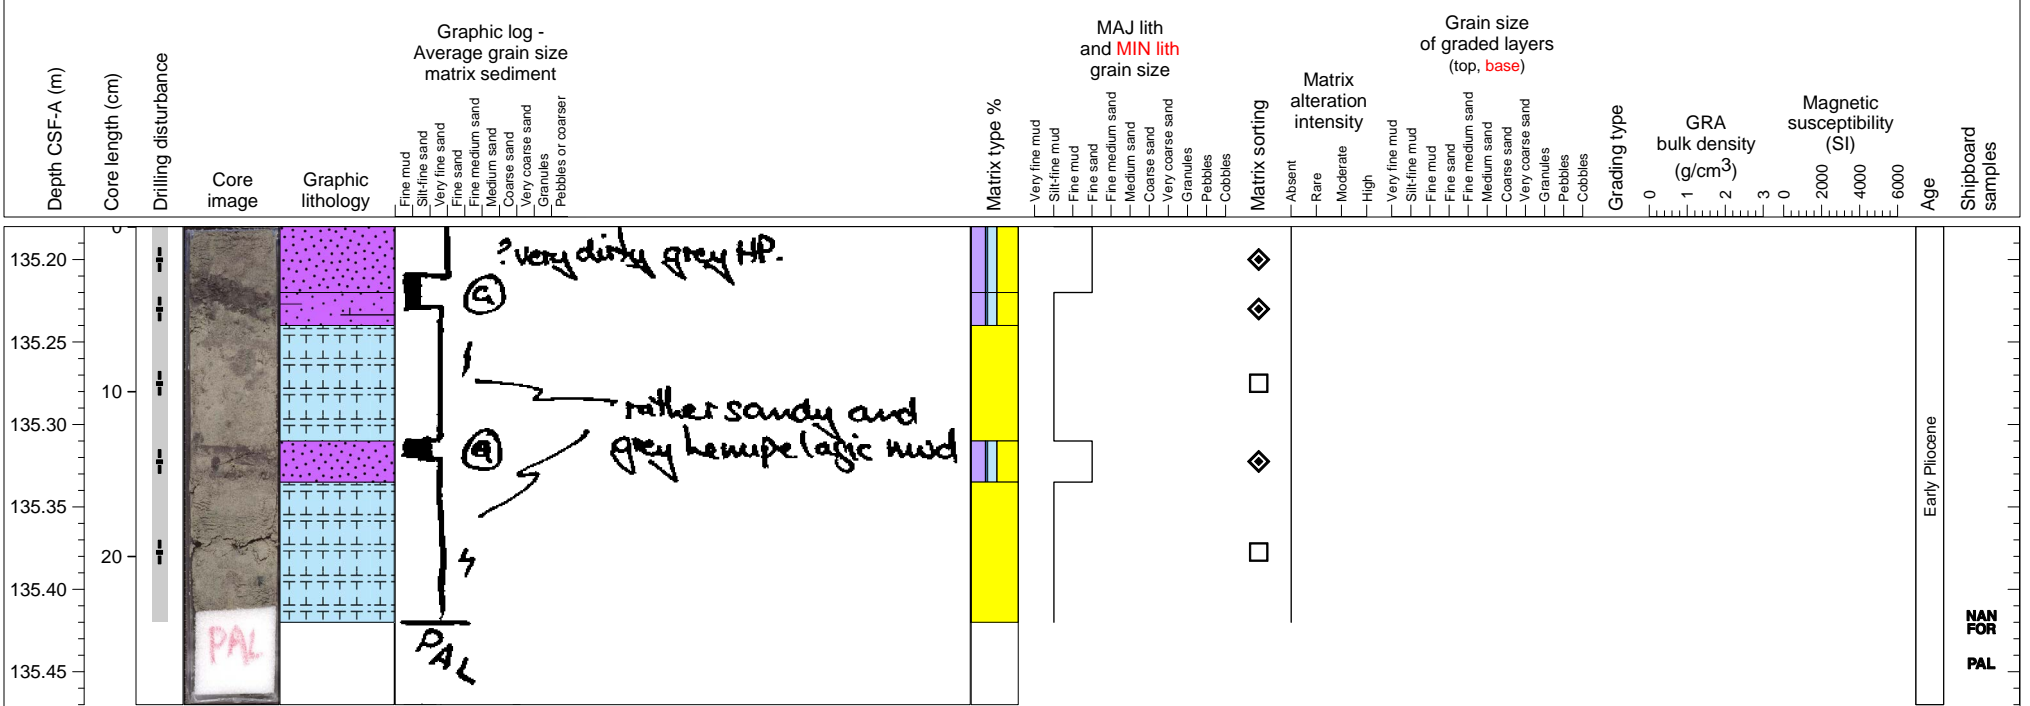 Depth CSF-A (m)
Core length (cm)
Drilling disturbance
Core
image
Graphic
lithology
Graphic log -
Average grain size
matrix sediment
Fine mud
Silt-fine sand
Very fine sand
Fine sand
Fine medium sand
Medium sand
Coarse sand
Very coarse sand
Granules
Pebbles or coarser
Matrix type %
MAJ lith
and MIN lith
grain size
Very fine mud
Silt-fine mud
Fine mud
Fine sand
Fine medium sand
Medium sand
Coarse sand
Very coarse sand
Granules
Pebbles
Cobbles
Matrix sorting
Matrix
alteration
intensity
Absent
Rare
Moderate
High
Grain size
of graded layers
(top, base)
Very fine mud
Silt-fine mud
Fine mud
Fine sand
Fine medium sand
Medium sand
Coarse sand
Very coarse sand
Granules
Pebbles
Cobbles
Grading type
GRA
bulk density
(g/cm3)
0 1 2 3
Magnetic
susceptibility
(SI)
0 2000 4000 6000
Age
Shipboard
samples
0
135.20
135.25
10
135.30
135.35
20
135.40
135.45
? very dirty grey HP.
rather sandy and
grey hemipelagic mud
PAL
PAL
Early Pliocene
NAN
FOR
PAL